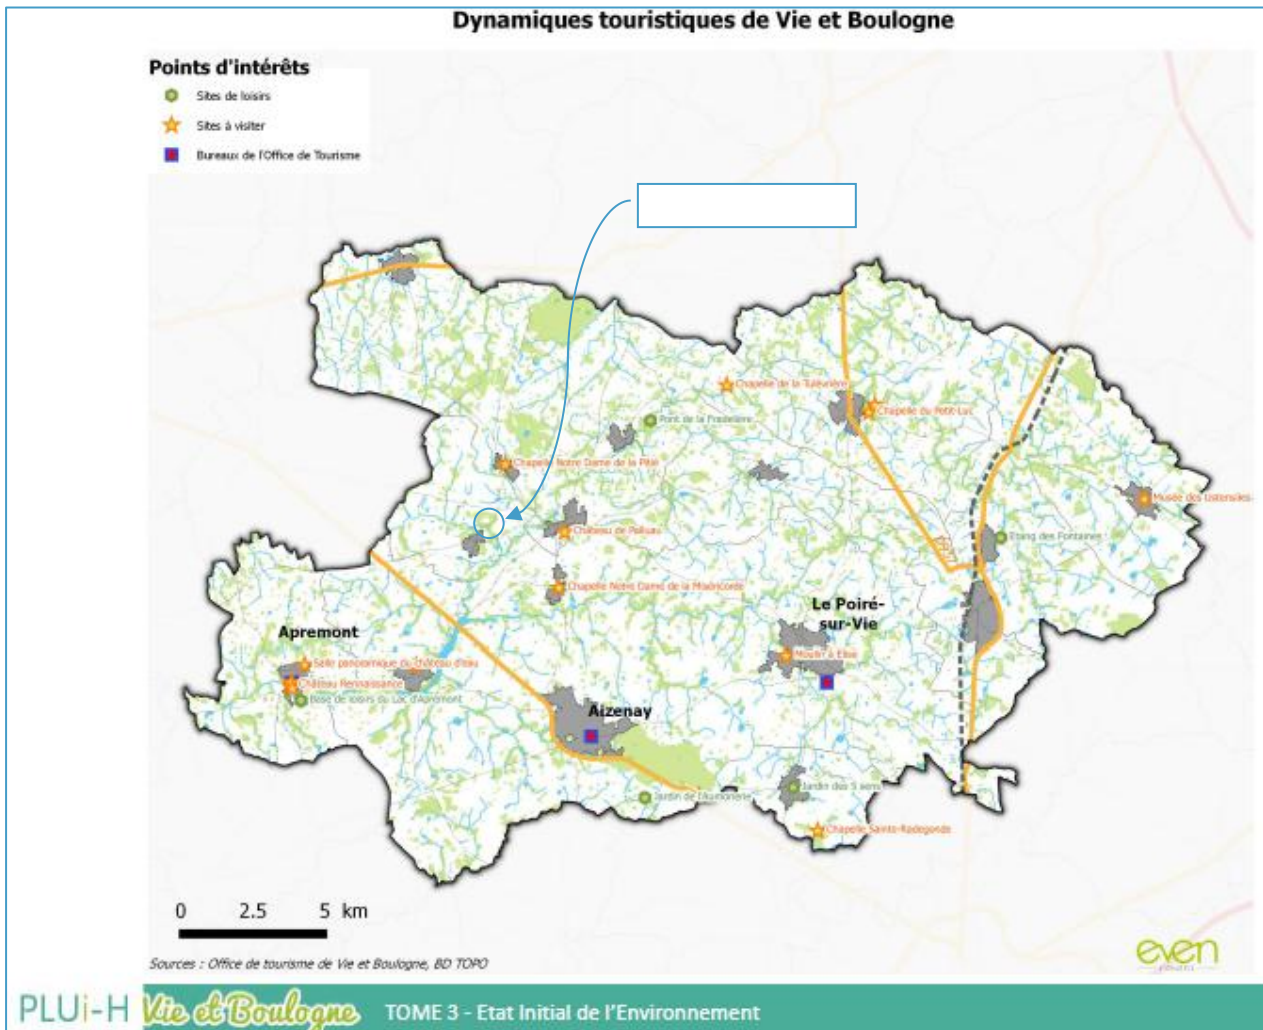 Dynamiques touristiques de Vie et Boulogne
Points d'intérêts
Sites de loisirs
Sites à visiter
Bureaux de l'Office de Tourisme
Chapelle de la Tulévrière
Chapelle du Petit-Luc
Pont de la Fredelière
Chapelle Notre Dame de la Pitié
Musée des Ustensiles
Château de Palluau
Etang des Fontaines
Chapelle Notre Dame de la Miséricorde
Le Poiré-
sur-Vie
Apremont
Moulin à Elise
Salle panoramique du château d'eau
Château Rennaissance
Base de loisirs du Lac d'Apremont
Aizenay
Jardin des 5 sens
Jardin de l'Aumônerie
Chapelle Sainte-Radegonde
0 2.5 5 km
Sources : Office de tourisme de Vie et Boulogne, BD TOPO
even
PLUi-H Vie et Boulogne TOME 3 - Etat Initial de l'Environnement